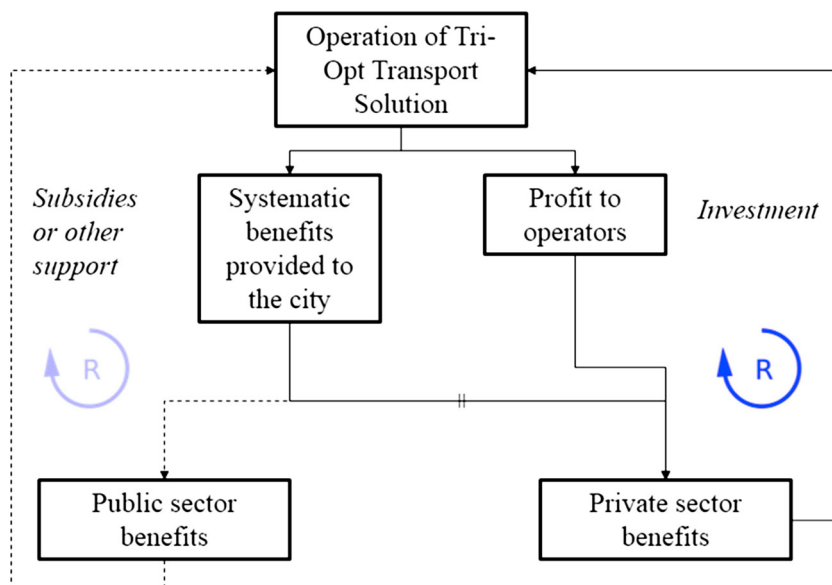 Operation of Tri-
Opt Transport
Solution
Subsidies
or other
support
Systematic
benefits
provided to
the city
Profit to
operators
Investment
R
R
Public sector
benefits
Private sector
benefits